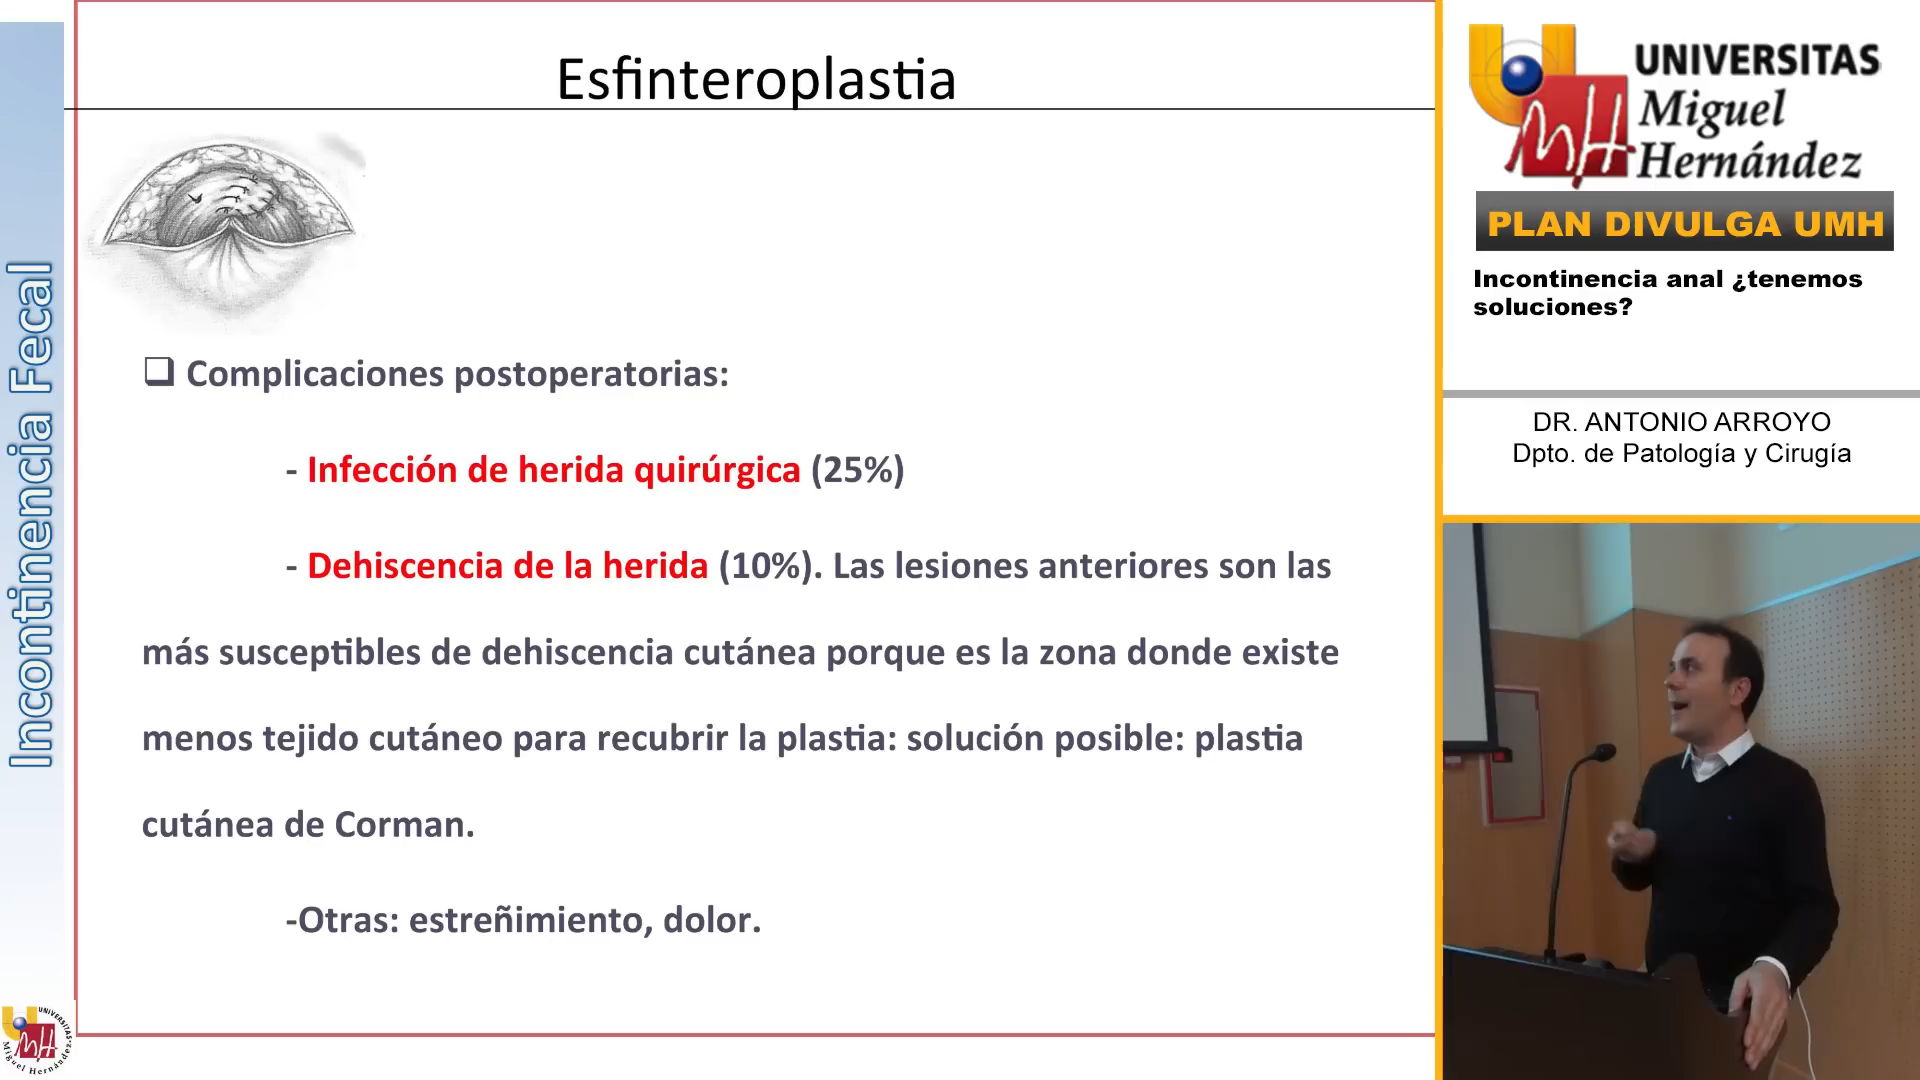 Esfinteroplastia
Incontinencia Fecal
❑ Complicaciones postoperatorias:
- Infección de herida quirúrgica (25%)
- Dehiscencia de la herida (10%). Las lesiones anteriores son las
más susceptibles de dehiscencia cutánea porque es la zona donde existe
menos tejido cutáneo para recubrir la plastia: solución posible: plastia
cutánea de Corman.
-Otras: estreñimiento, dolor.
UNIVERSITAS
Miguel
Hernández
UNIVERSITAS
Miguel
Hernández
PLAN DIVULGA UMH
Incontinencia anal ¿tenemos
soluciones?
DR. ANTONIO ARROYO
Dpto. de Patología y Cirugía